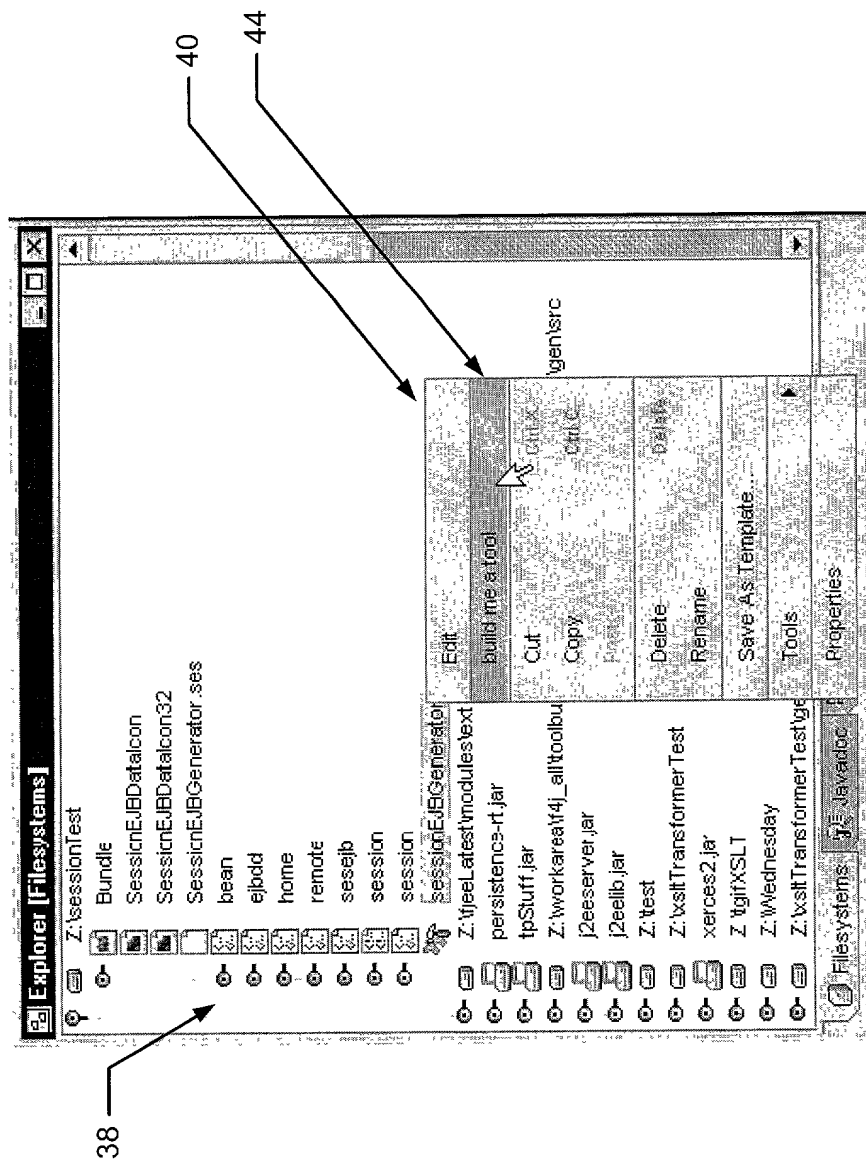 Explorer [Filesystems]
Z:\sessionTest
Bundle
SessionEJBDataIcon
SessionEJBDataIcon32
SessionEJBGenerator.ses
bean
ejbdd
home
remote
sesejb
session
session
sessionEJBGenerator
Z:\fjeeLatest\modules\ext
persistence-rt.jar
tpStuff.jar
Z:\workarea\f4j_all\toolbu
\gen\src
j2eeserver.jar
j2eelib.jar
Z:\test
Z:\xsltTransformerTest
xerces2.jar
Z:\tgifXSLT
Z:\Wednesday
Z:\xsltTransformerTest\ge
Filesystems
Javadoc
Edit
build me a tool
Cut Ctrl X
Copy Ctrl C
Delete Delete
Rename
Save As Template...
Tools
Properties
38
40
44